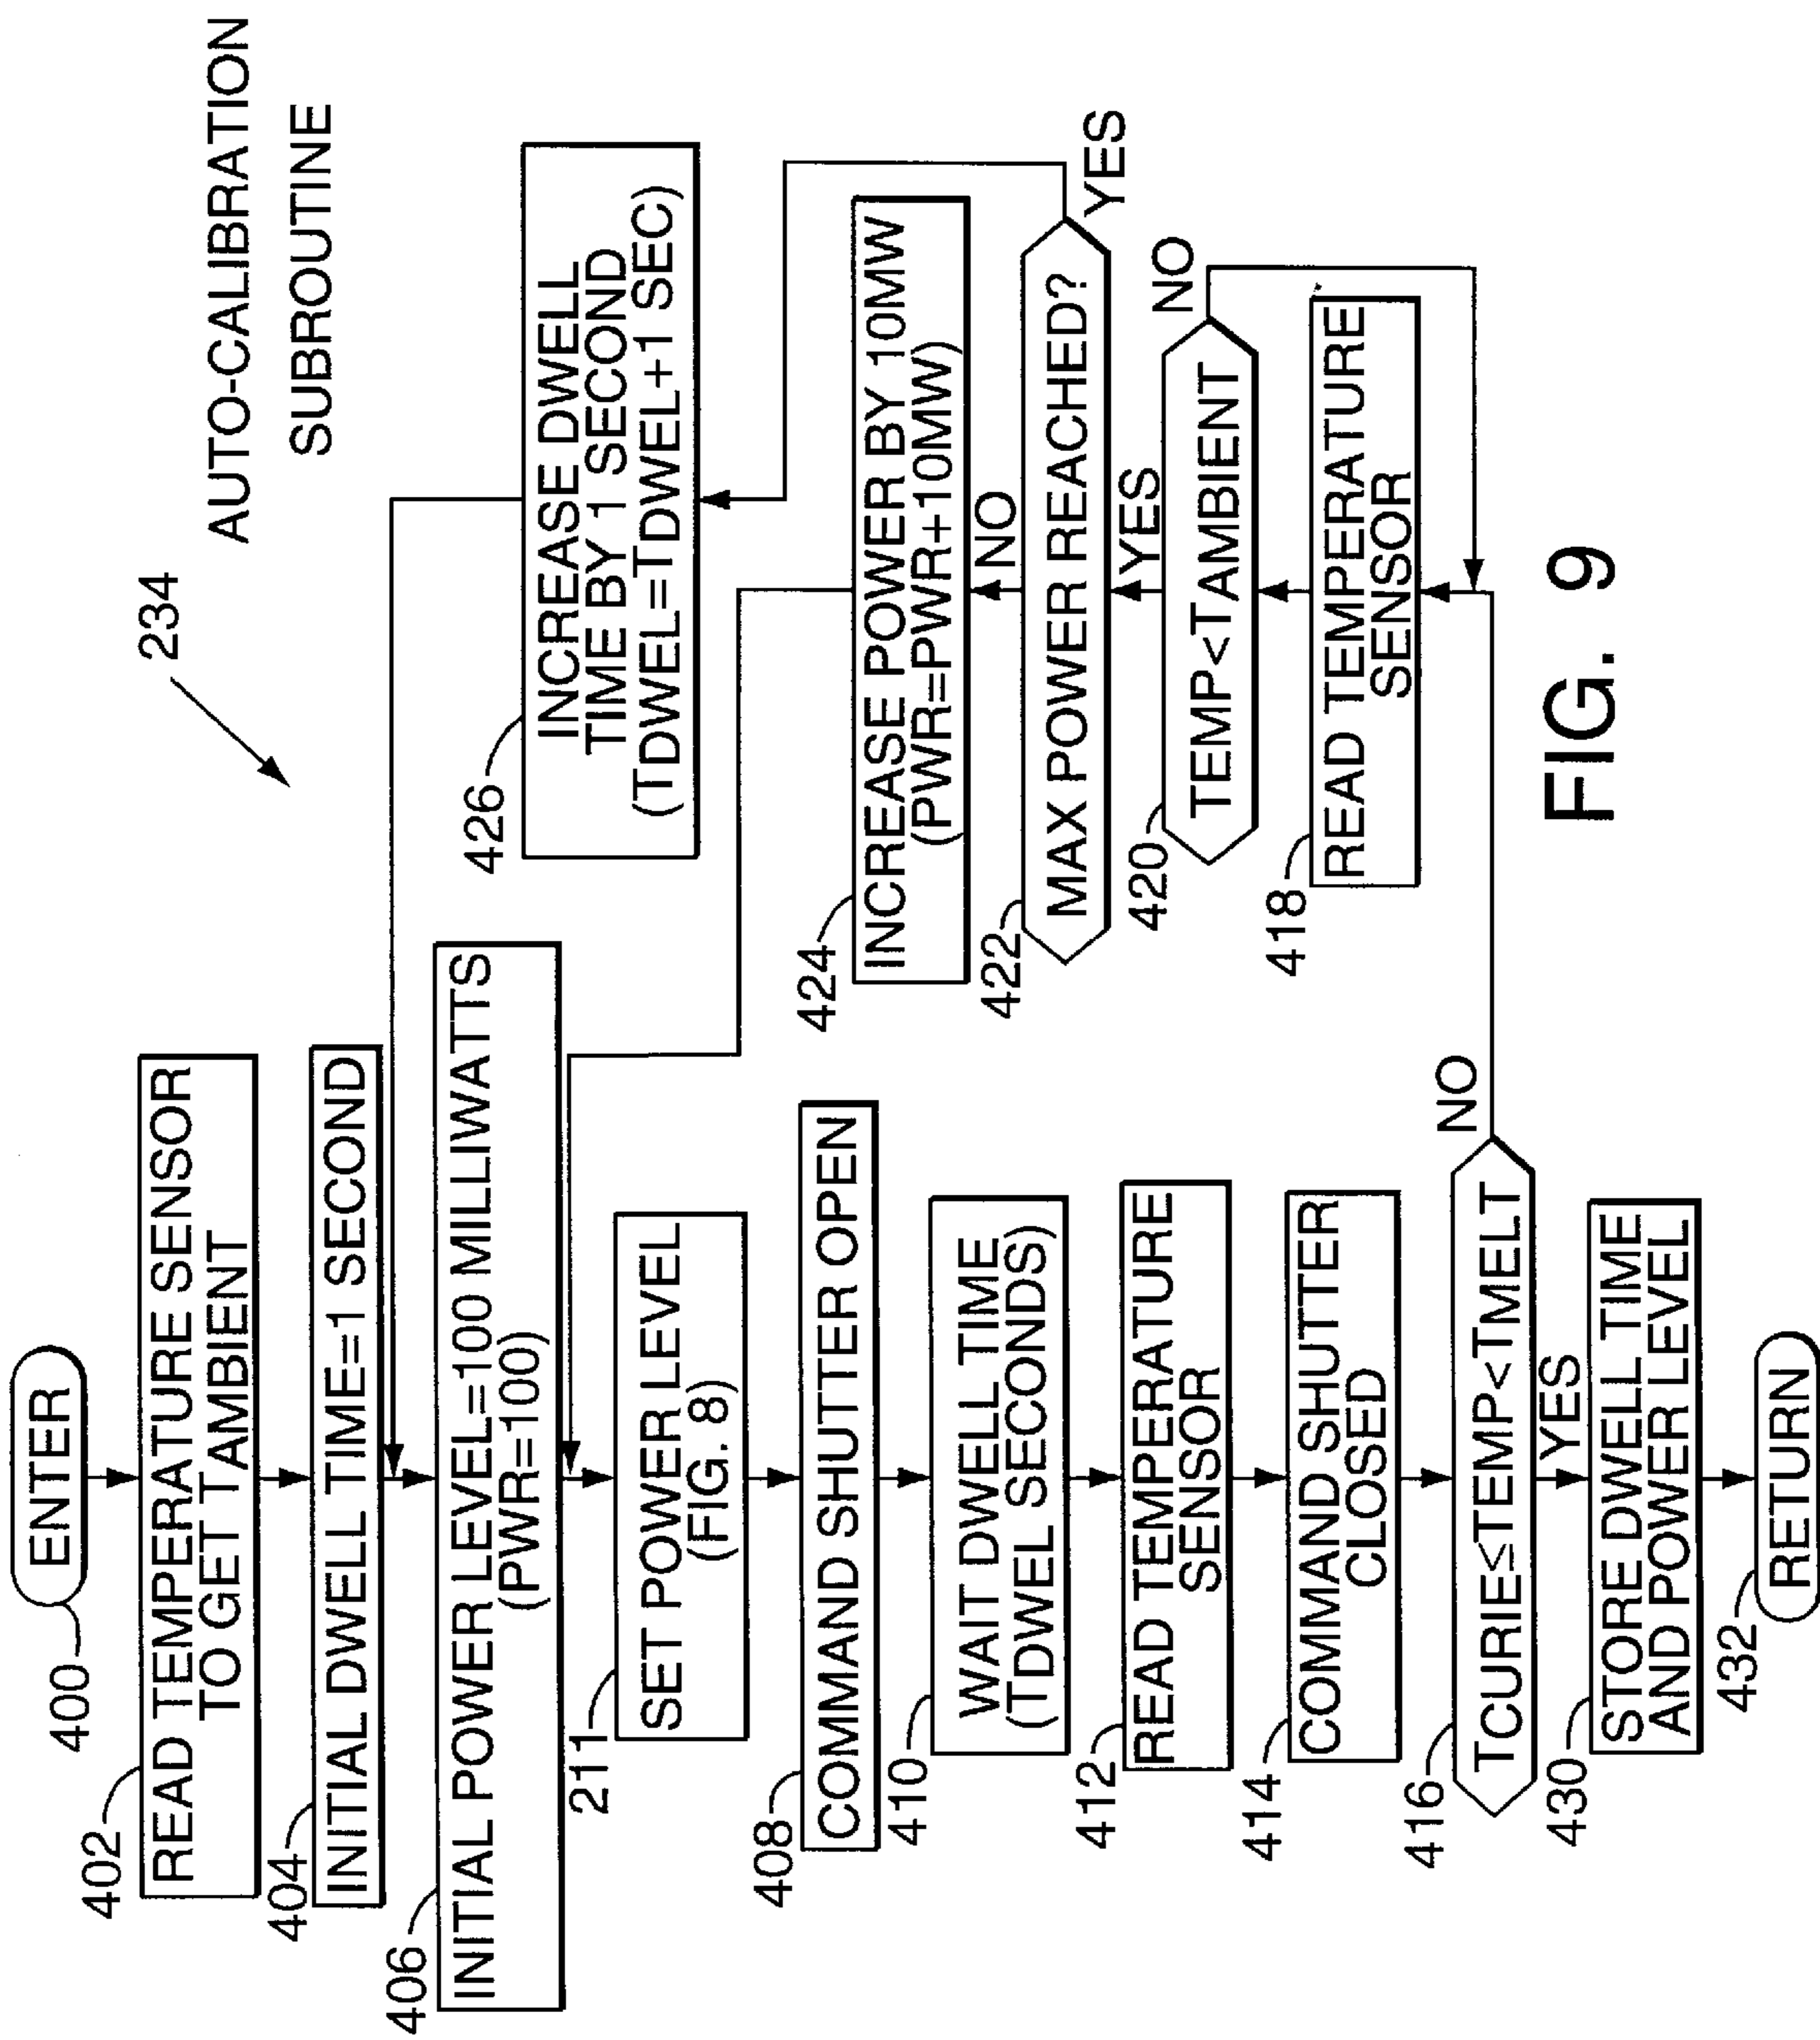 AUTO-CALIBRATION
SUBROUTINE
234
400
ENTER
402
READ TEMPERATURE SENSOR
TO GET TAMBIENT
404
INITIAL DWELL TIME=1 SECOND
406
INITIAL POWER LEVEL=100 MILLIWATTS
(PWR=100)
211
SET POWER LEVEL
(FIG. 8)
408
COMMAND SHUTTER OPEN
410
WAIT DWELL TIME
(TDWEL SECONDS)
412
READ TEMPERATURE
SENSOR
414
COMMAND SHUTTER
CLOSED
416
TCURIE≤TEMP<TMELT
NO
YES
430
STORE DWELL TIME
AND POWER LEVEL
432
RETURN
426
INCREASE DWELL
TIME BY 1 SECOND
(TDWEL=TDWEL+1 SEC)
424
INCREASE POWER BY 10MW
(PWR=PWR+10MW)
NO
422
MAX POWER REACHED?
YES
YES
420
TEMP<TAMBIENT
NO
418
READ TEMPERATURE
SENSOR
FIG. 9